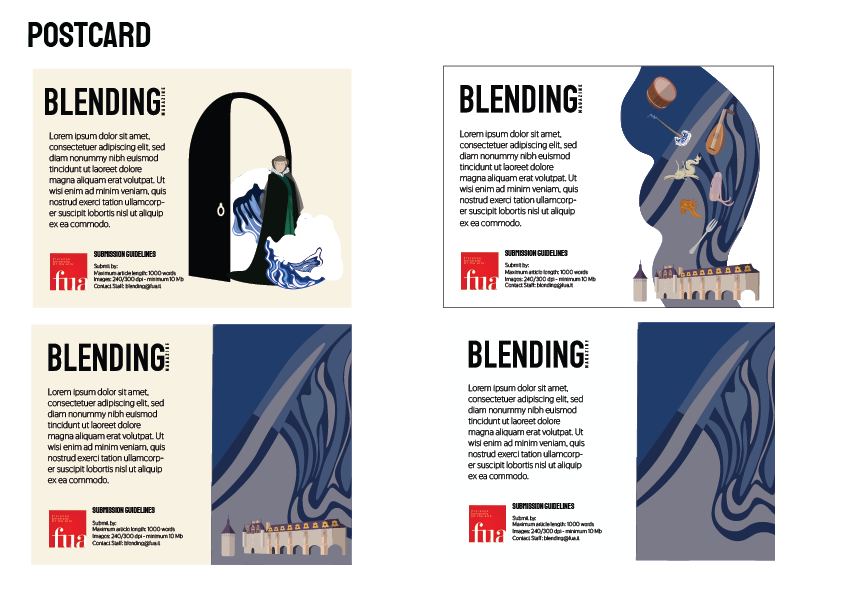 POSTCARD
BLENDING
MAGAZINE
Lorem ipsum dolor sit amet,
consectetuer adipiscing elit, sed
diam nonummy nibh euismod
tincidunt ut laoreet dolore
magna aliquam erat volutpat. Ut
wisi enim ad minim veniam, quis
nostrud exerci tation ullamcorp-
er suscipit lobortis nisl ut aliquip
ex ea commodo.
fua
SUBMISSION GUIDELINES
Submit by:
Maximum article length: 1000 words
Images: 240/300 dpi - minimum 10 Mb
Contact Staff: blending@fua.it
BLENDING
MAGAZINE
Lorem ipsum dolor sit amet,
consectetuer adipiscing elit, sed
diam nonummy nibh euismod
tincidunt ut laoreet dolore
magna aliquam erat volutpat. Ut
wisi enim ad minim veniam, quis
nostrud exerci tation ullamcorp-
er suscipit lobortis nisl ut aliquip
ex ea commodo.
fua
SUBMISSION GUIDELINES
Submit by:
Maximum article length: 1000 words
Images: 240/300 dpi - minimum 10 Mb
Contact Staff: blending@fua.it
BLENDING
MAGAZINE
Lorem ipsum dolor sit amet,
consectetuer adipiscing elit, sed
diam nonummy nibh euismod
tincidunt ut laoreet dolore
magna aliquam erat volutpat. Ut
wisi enim ad minim veniam, quis
nostrud exerci tation ullamcorp-
er suscipit lobortis nisl ut aliquip
ex ea commodo.
fua
SUBMISSION GUIDELINES
Submit by:
Maximum article length: 1000 words
Images: 240/300 dpi - minimum 10 Mb
Contact Staff: blending@fua.it
BLENDING
MAGAZINE
Lorem ipsum dolor sit amet,
consectetuer adipiscing elit, sed
diam nonummy nibh euismod
tincidunt ut laoreet dolore
magna aliquam erat volutpat. Ut
wisi enim ad minim veniam, quis
nostrud exerci tation ullamcorp-
er suscipit lobortis nisl ut aliquip
ex ea commodo.
fua
SUBMISSION GUIDELINES
Submit by:
Maximum article length: 1000 words
Images: 240/300 dpi - minimum 10 Mb
Contact Staff: blending@fua.it